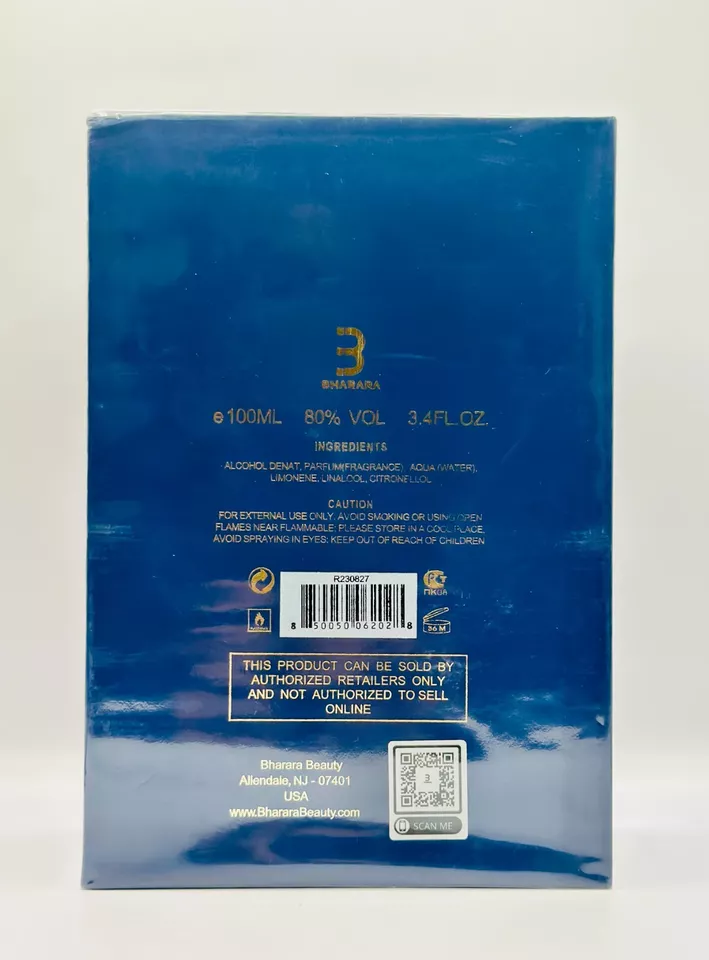 BHARARA
e100ML 80% VOL 3.4FL.OZ.
INGREDIENTS
ALCOHOL DENAT, PARFUM(FRAGRANCE), AQUA (WATER),
LIMONENE, LINALOOL, CITRONELLOL
CAUTION
FOR EXTERNAL USE ONLY. AVOID SMOKING OR USING OPEN
FLAMES NEAR FLAMMABLE: PLEASE STORE IN A COOL PLACE,
AVOID SPRAYING IN EYES: KEEP OUT OF REACH OF CHILDREN
R230827
8 50050 06202 8
ПК08
36 M
THIS PRODUCT CAN BE SOLD BY
AUTHORIZED RETAILERS ONLY
AND NOT AUTHORIZED TO SELL
ONLINE
Bharara Beauty
Allendale, NJ - 07401
USA
www.BhararaBeauty.com
SCAN ME